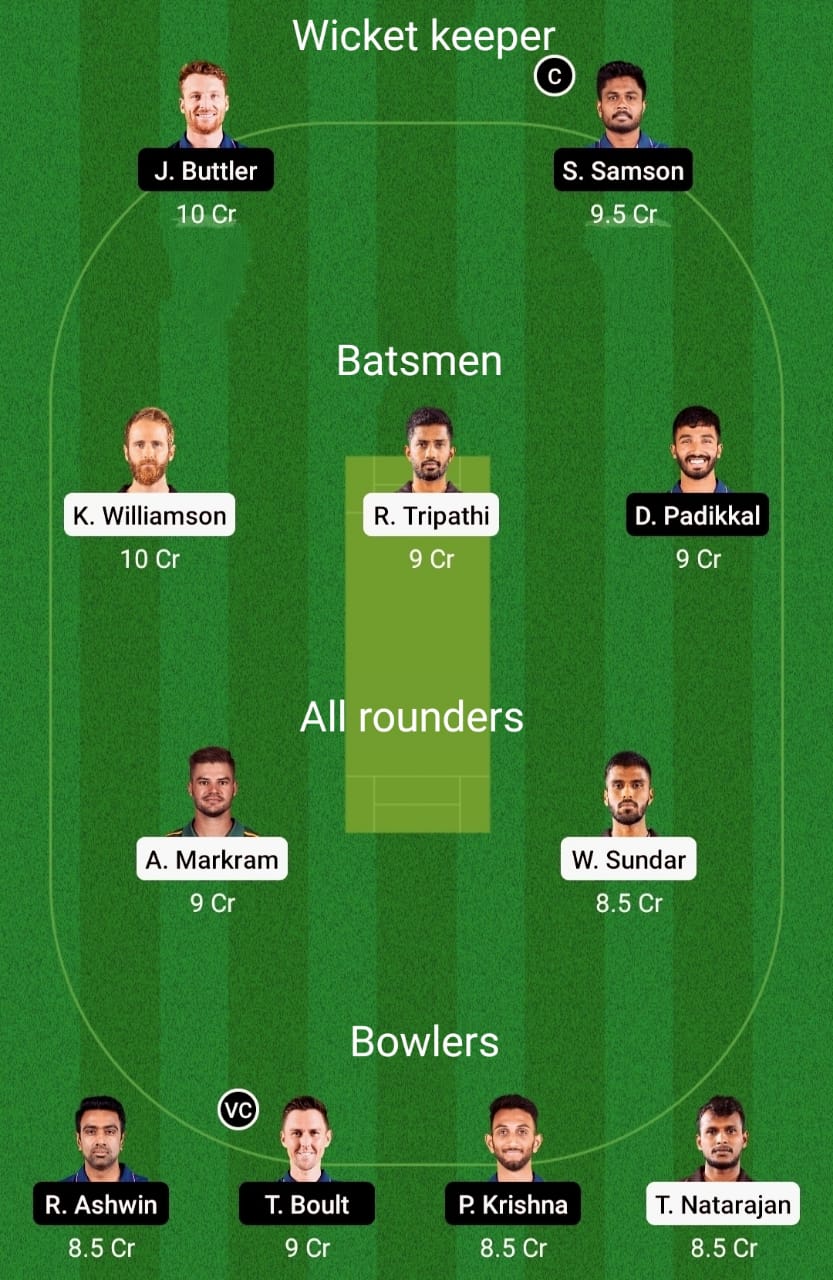 Wicket keeper
C
J. Buttler
S. Samson
10 Cr
9.5 Cr
Batsmen
K. Williamson
R. Tripathi
D. Padikkal
10 Cr
9 Cr
9 Cr
All rounders
A. Markram
W. Sundar
9 Cr
8.5 Cr
Bowlers
VC
R. Ashwin
T. Boult
P. Krishna
T. Natarajan
8.5 Cr
9 Cr
8.5 Cr
8.5 Cr